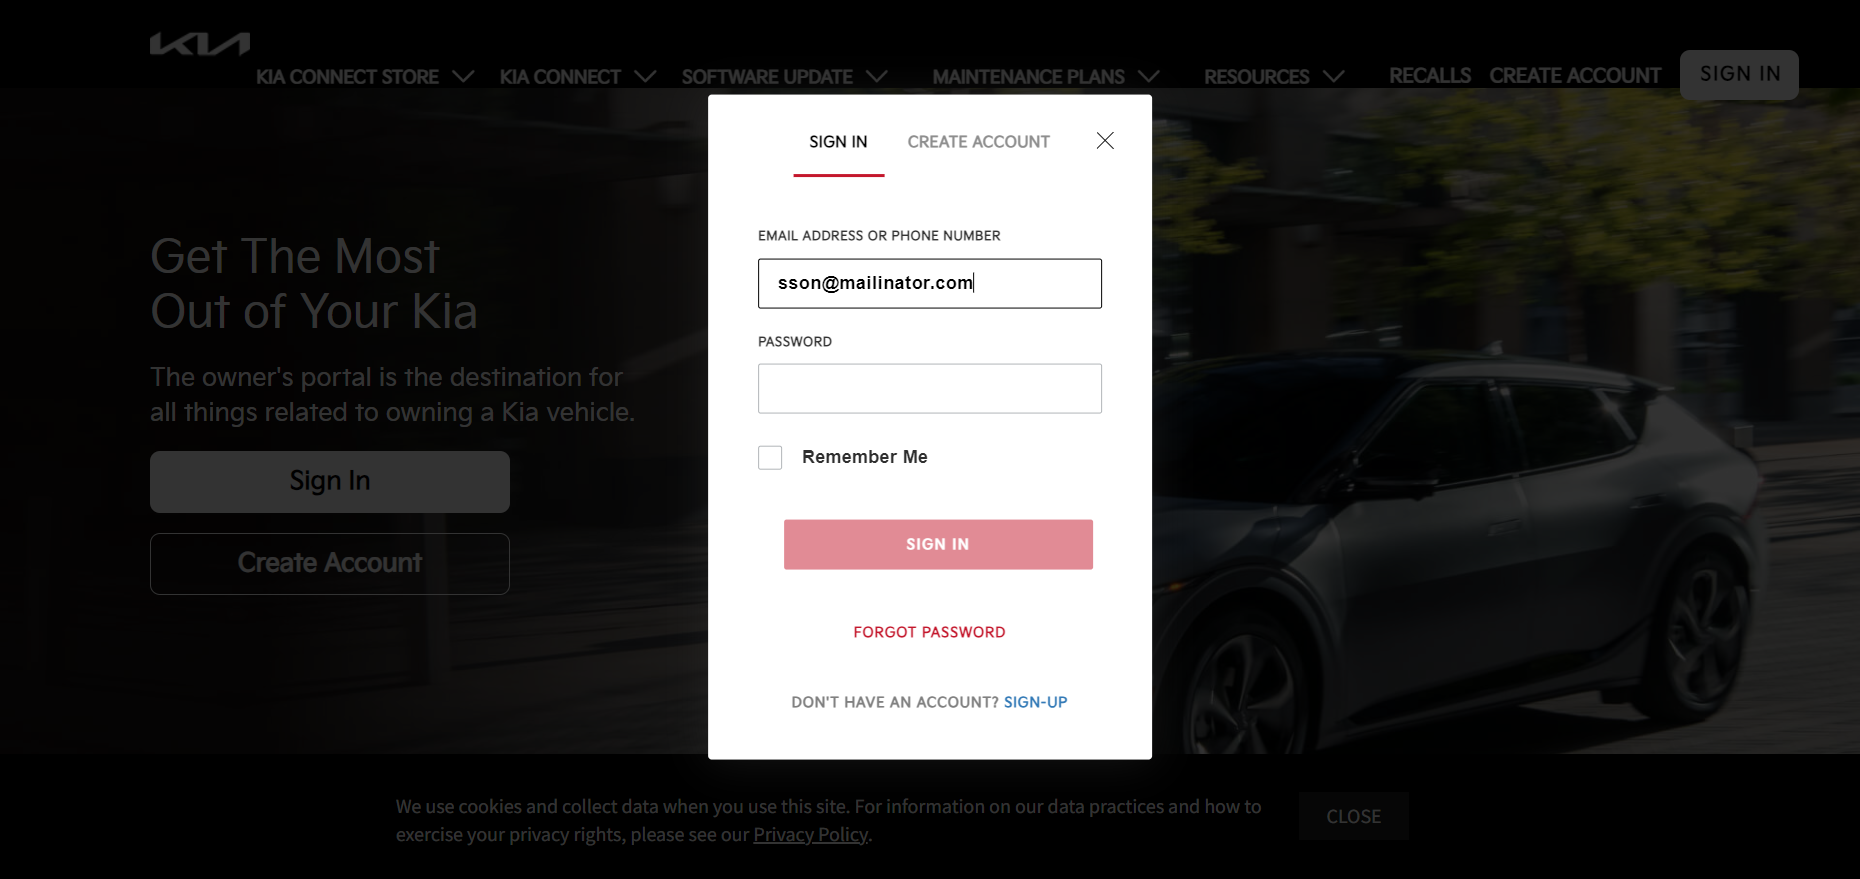 KIA
KIA CONNECT STORE KIA CONNECT SOFTWARE UPDATE MAINTENANCE PLANS RESOURCES RECALLS CREATE ACCOUNT SIGN IN
SIGN IN CREATE ACCOUNT
EMAIL ADDRESS OR PHONE NUMBER
sson@mailinator.com
PASSWORD
Remember Me
SIGN IN
FORGOT PASSWORD
DON'T HAVE AN ACCOUNT? SIGN-UP
Get The Most
Out of Your Kia
The owner's portal is the destination for
all things related to owning a Kia vehicle.
Sign In
Create Account
We use cookies and collect data when you use this site. For information on our data practices and how to
exercise your privacy rights, please see our Privacy Policy.
CLOSE